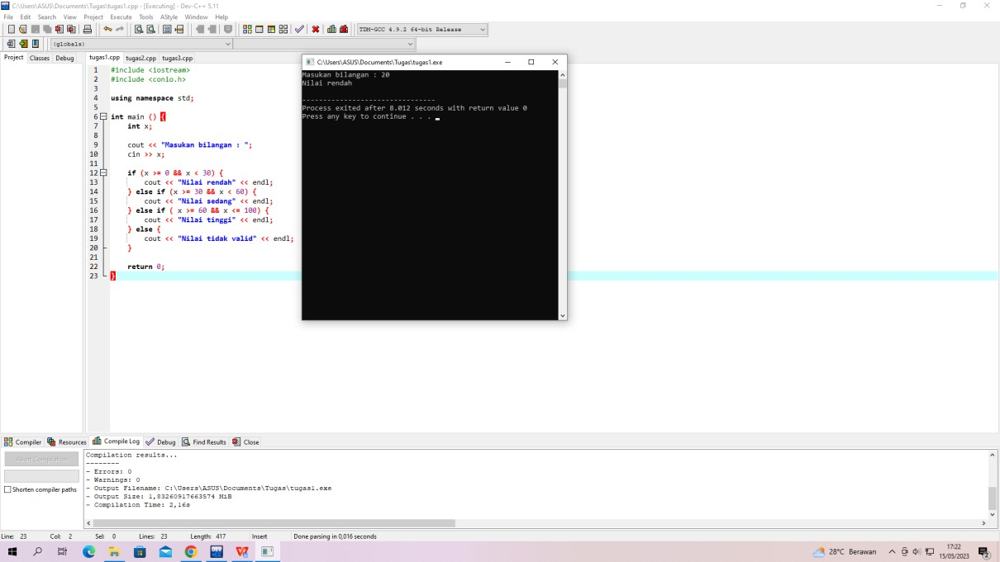 C:\Users\ASUS\Documents\Tugas\tugas1.cpp - [Executing] - Dev-C++ 5.11
File Edit Search View Project Execute Tools AStyle Window Help
TDM-GCC 4.9.2 64-bit Release
(globals)
Project Classes Debug
tugas1.cpp tugas2.cpp tugas3.cpp
1 #include <iostream>
2 #include <conio.h>
3
4 using namespace std;
5
6 int main () {
7 int x;
8
9 cout << "Masukan bilangan : ";
10 cin >> x;
11
12 if (x >= 0 && x < 30) {
13 cout << "Nilai rendah" << endl;
14 } else if (x >= 30 && x < 60) {
15 cout << "Nilai sedang" << endl;
16 } else if ( x >= 60 && x <= 100) {
17 cout << "Nilai tinggi" << endl;
18 } else {
19 cout << "Nilai tidak valid" << endl;
20 }
21
22 return 0;
23 }
C:\Users\ASUS\Documents\Tugas\tugas1.exe
Masukan bilangan : 20
Nilai rendah
--------------------------------
Process exited after 8.012 seconds with return value 0
Press any key to continue . . .
Compiler Resources Compile Log Debug Find Results Close
Abort Compilation
Shorten compiler paths
Compilation results...
--------
- Errors: 0
- Warnings: 0
- Output Filename: C:\Users\ASUS\Documents\Tugas\tugas1.exe
- Output Size: 1,83260917663574 MiB
- Compilation Time: 2,16s
Line: 23 Col: 2 Sel: 0 Lines: 23 Length: 417 Insert Done parsing in 0,016 seconds
28°C Berawan
17:22
15/05/2023
2